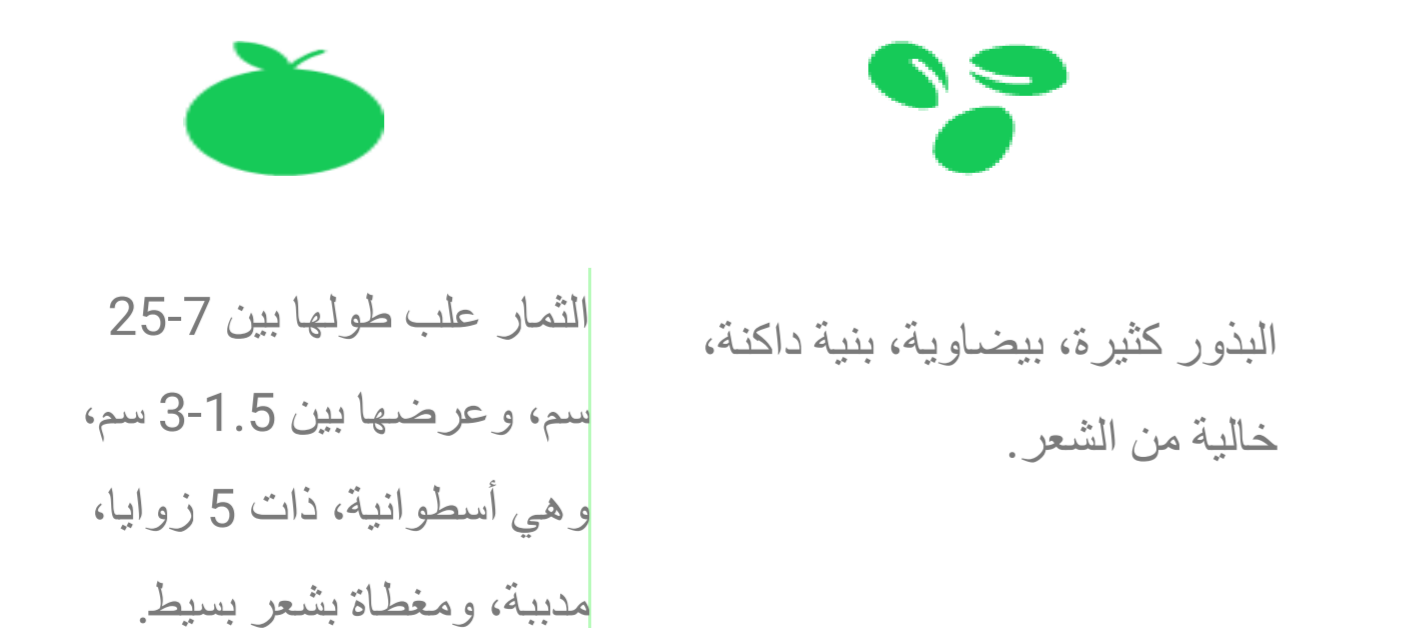 البذور كثيرة، بيضاوية، بنية داكنة،
خالية من الشعر.
الثمار علب طولها بين 7-25
سم، وعرضها بين 1.5-3 سم،
وهي أسطوانية، ذات 5 زوايا،
مدببة، ومغطاة بشعر بسيط.